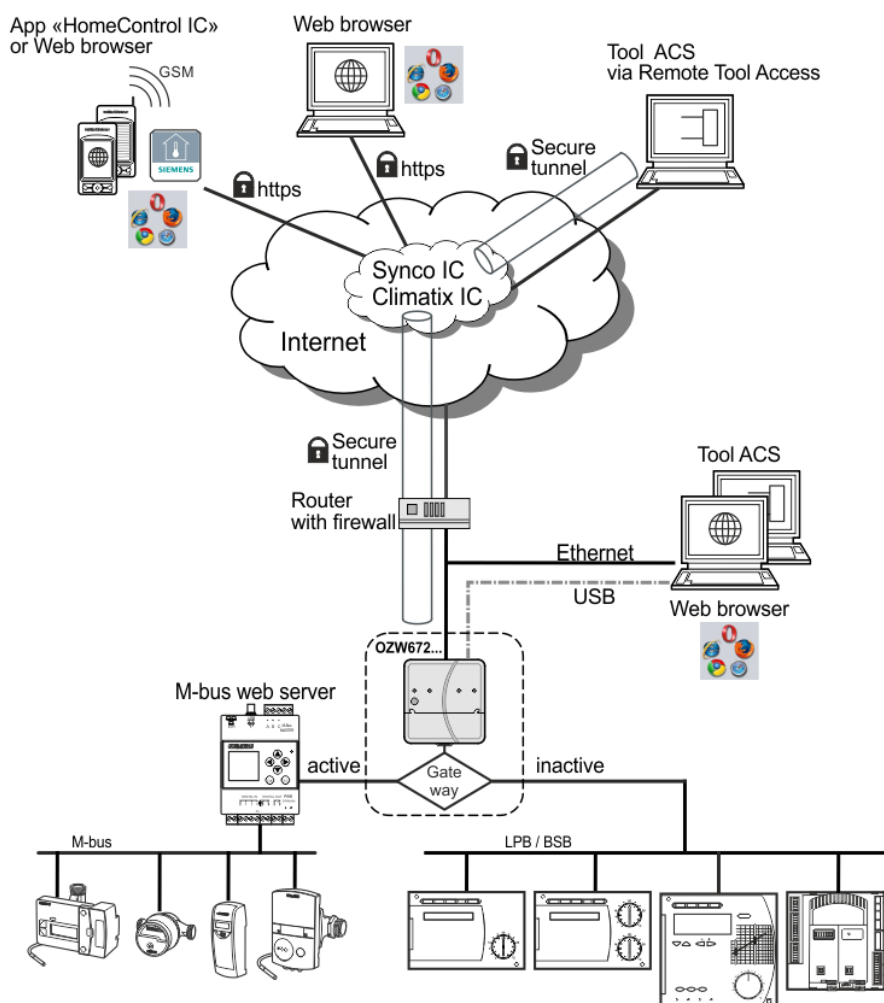 App «HomeControl IC»
or Web browser
GSM
Web browser
Tool ACS
via Remote Tool Access
SIEMENS
https
https
Secure
tunnel
Synco IC
Climatix IC
Internet
Secure
tunnel
Router
with firewall
Tool ACS
Ethernet
USB
Web browser
OZW672...
M-bus web server
active
Gate
way
inactive
M-bus
LPB / BSB